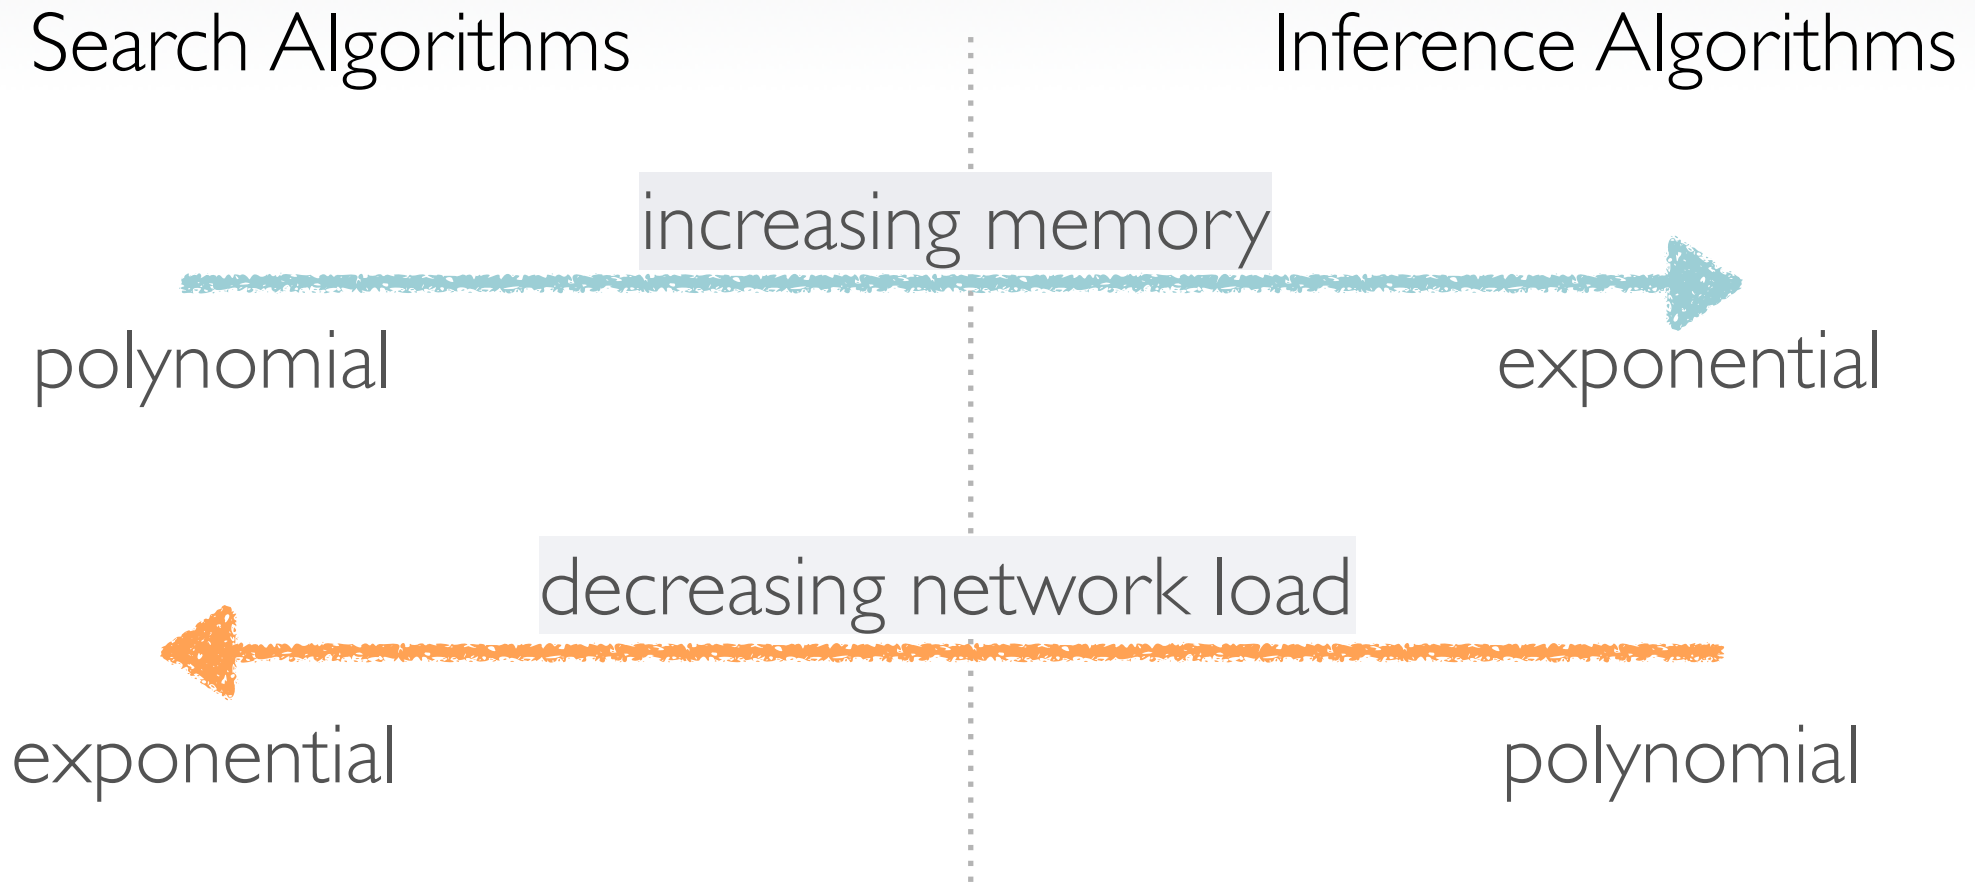 Search Algorithms
Inference Algorithms
increasing memory
polynomial
exponential
decreasing network load
exponential
polynomial